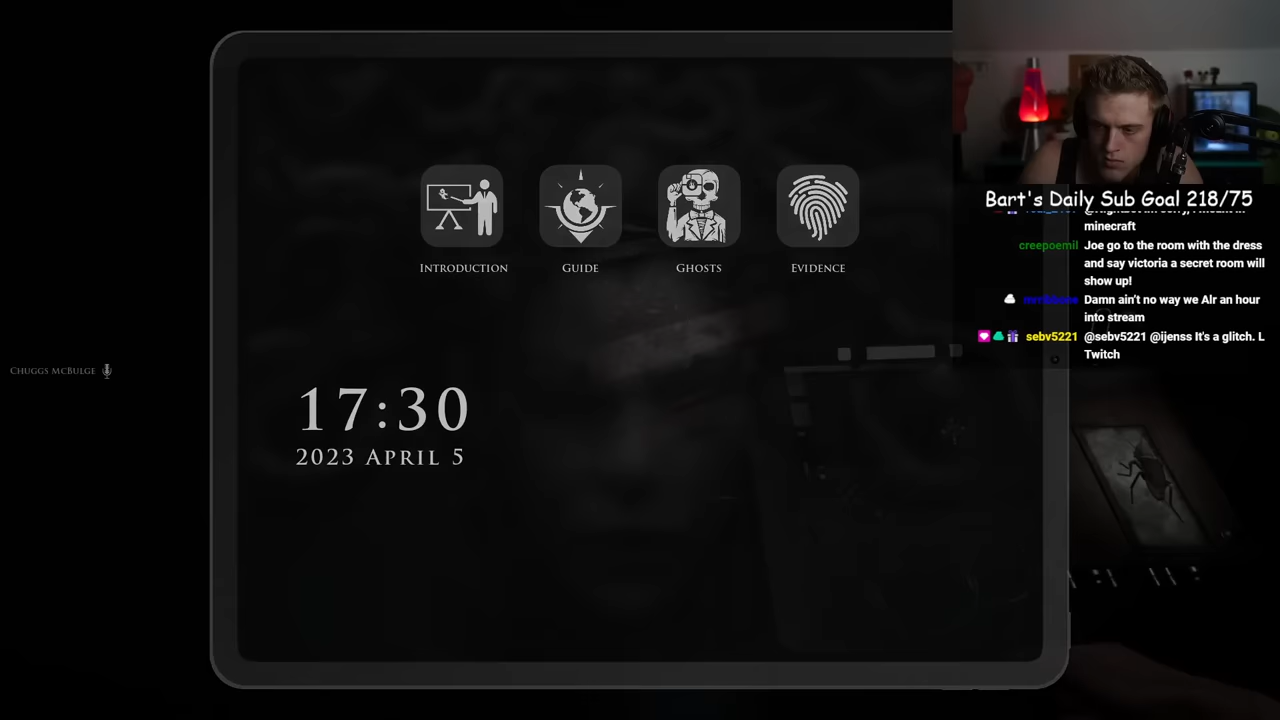 Bart's Daily Sub Goal 218/75
minecraft
creepoemil Joe go to the room with the dress
and say victoria a secret room will
show up!
Damn ain't no way we Alr an hour
into stream
sebv5221 @sebv5221 @ijenss It's a glitch. L
Twitch
INTRODUCTION
GUIDE
GHOSTS
EVIDENCE
CHUGGS MCBULGE
17:30
2023 APRIL 5